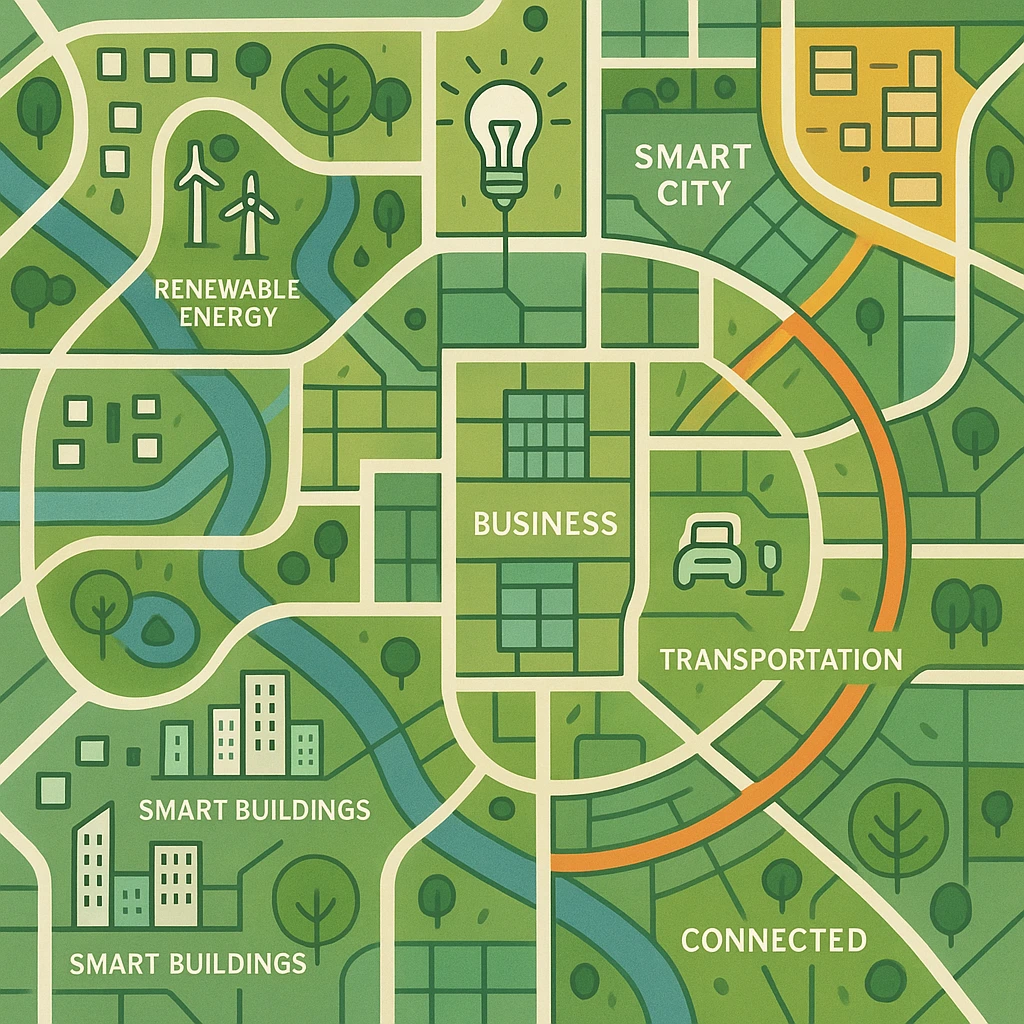 SMART
CITY
RENEWABLE
ENERGY
BUSINESS
TRANSPORTATION
SMART BUILDINGS
CONNECTED
SMART BUILDINGS